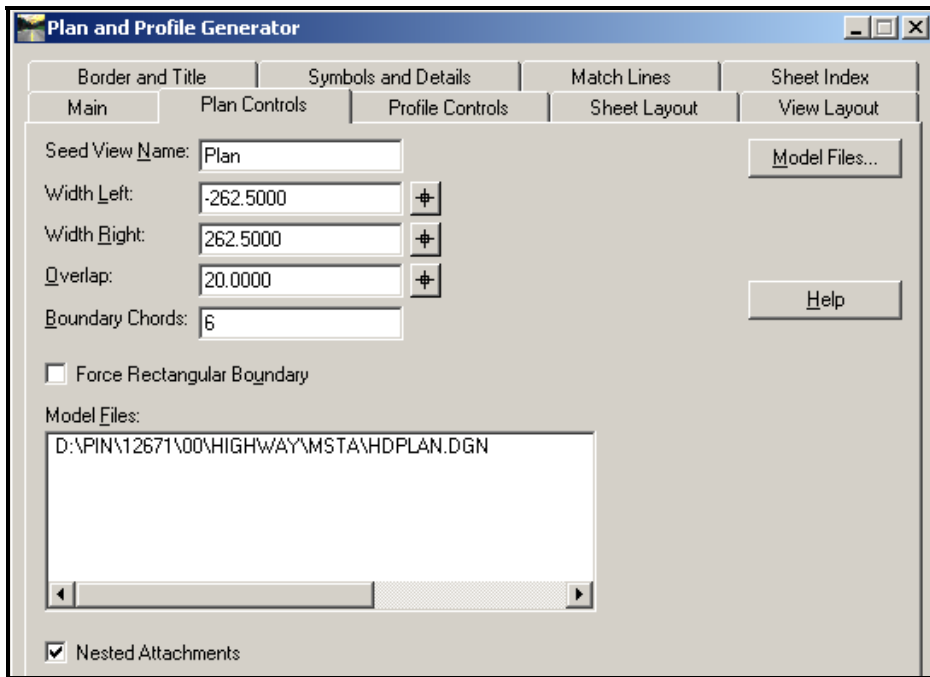 Plan and Profile Generator
Border and Title Symbols and Details Match Lines Sheet Index
Main Plan Controls Profile Controls Sheet Layout View Layout
Seed View Name: Plan Model Files...
Width Left: -262.5000
Width Right: 262.5000
Overlap: 20.0000
Help
Boundary Chords: 6
Force Rectangular Boundary
Model Files:
D:\PIN\12671\00\HIGHWAY\MSTA\HDPLAN.DGN
Nested Attachments